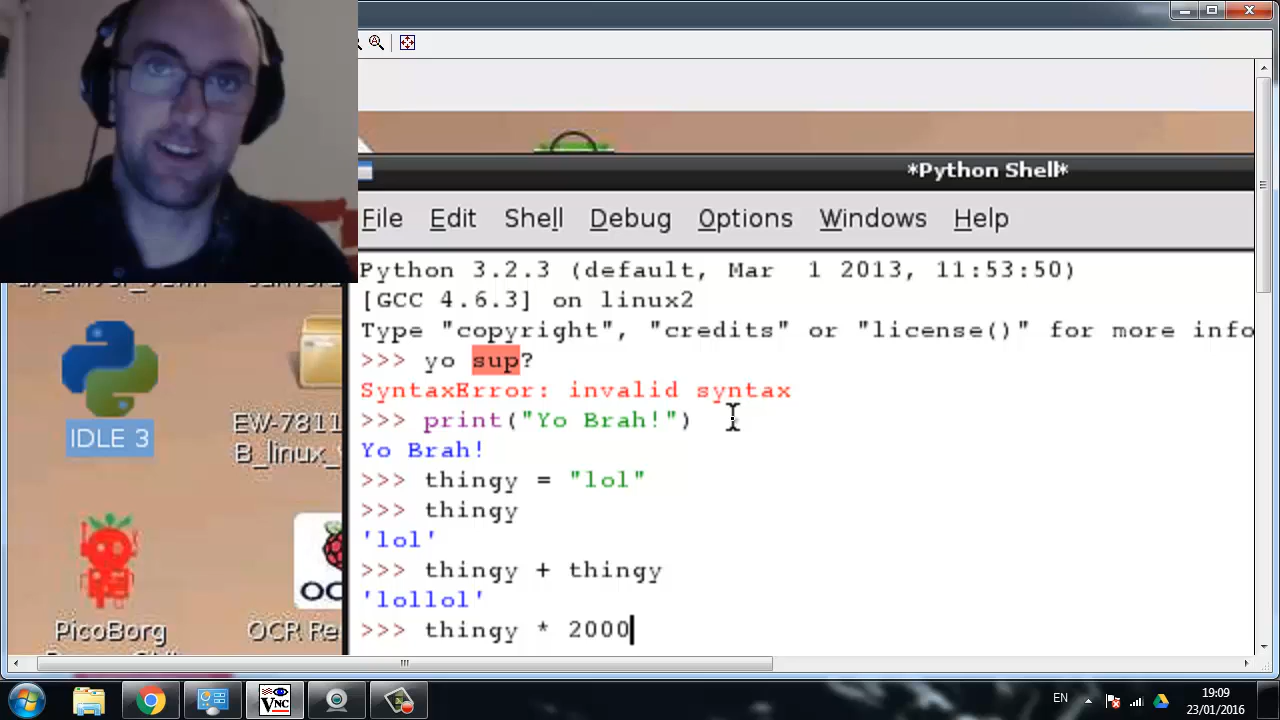 *Python Shell*
File Edit Shell Debug Options Windows Help
Python 3.2.3 (default, Mar 1 2013, 11:53:50)
[GCC 4.6.3] on linux2
Type "copyright", "credits" or "license()" for more info
>>> yo sup?
SyntaxError: invalid syntax
>>> print("Yo Brah!")
Yo Brah!
>>> thingy = "lol"
>>> thingy
'lol'
>>> thingy + thingy
'lollol'
>>> thingy * 2000
IDLE 3
EW-7811
B_linux_
PicoBorg
OCR Re
VNC
EN
19:09
23/01/2016